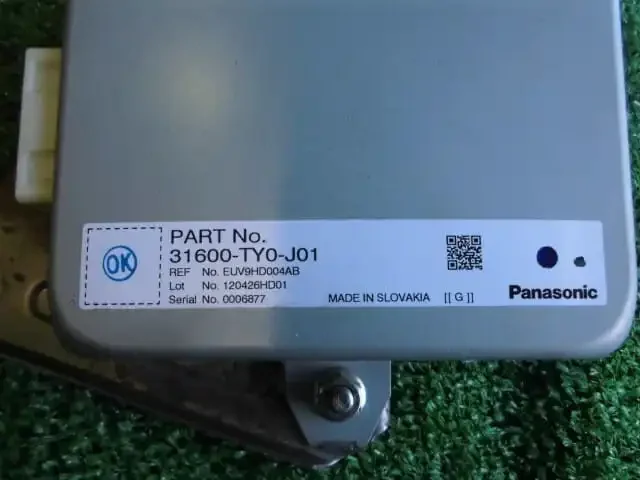 OK
PART No.
31600-TY0-J01
REF No. EUV9HD004AB
Lot No. 120426HD01
Serial No. 0006877
MADE IN SLOVAKIA [[ G ]]
Panasonic